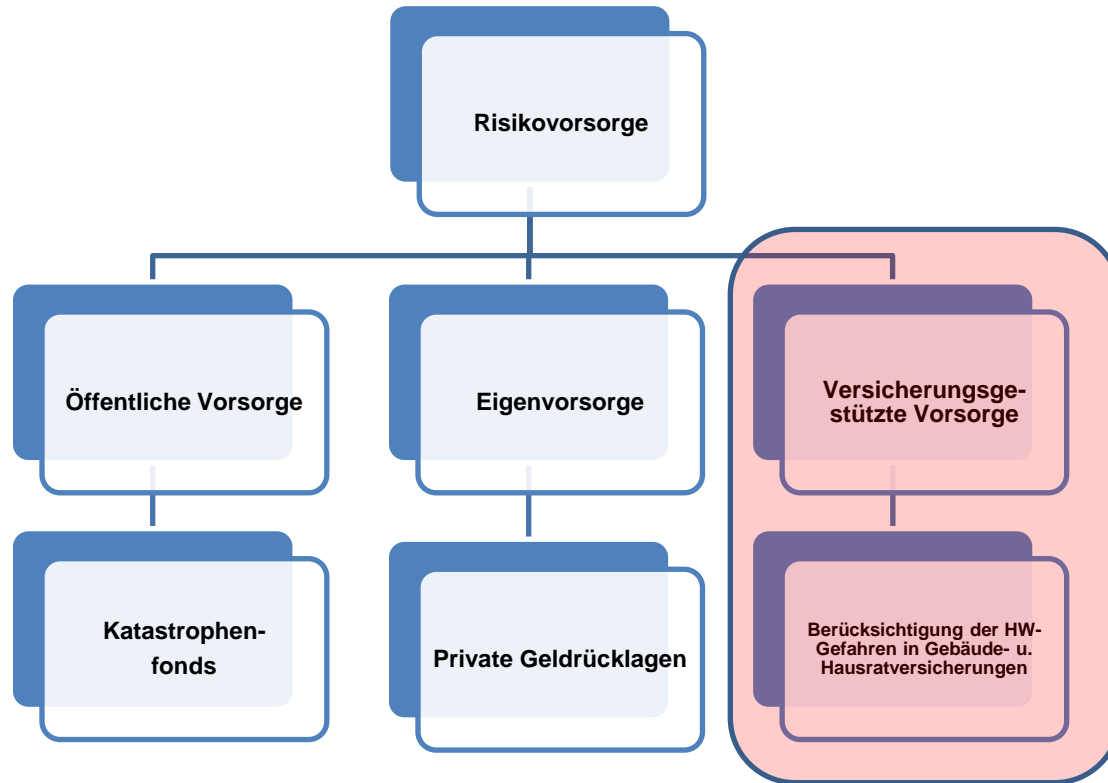 Risikovorsorge
Öffentliche Vorsorge
Eigenvorsorge
Versicherungsge-
stützte Vorsorge
Katastrophen-
fonds
Private Geldrücklagen
Berücksichtigung der HW-
Gefahren in Gebäude- u.
Hausratversicherungen